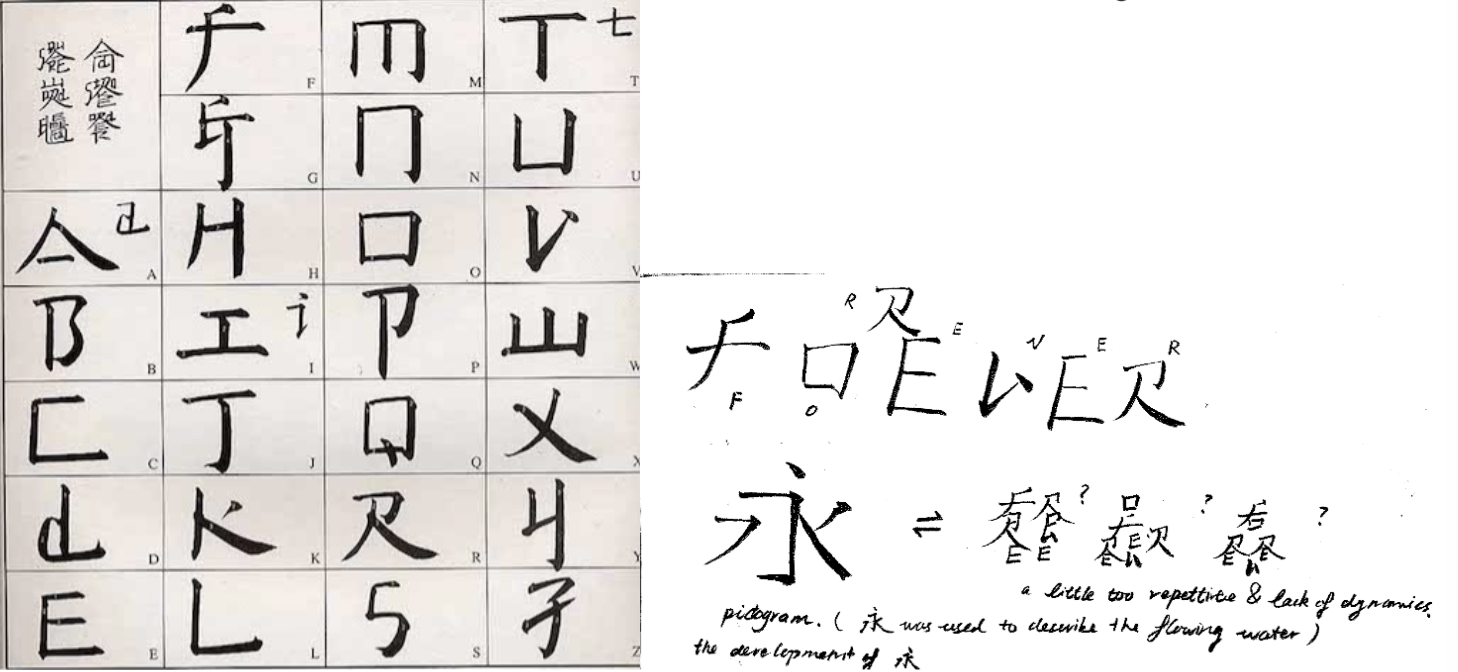 A
B
C
D
E
F
G
H
I
J
K
L
M
N
O
P
Q
R
S
T
U
V
W
X
Y
Z
F O R E V E R
永 ⇌ ? ? ?
a little too repettitve & lack of dynamics.
pictogram. ( 永 was used to describe the flowing water )
the development of 永